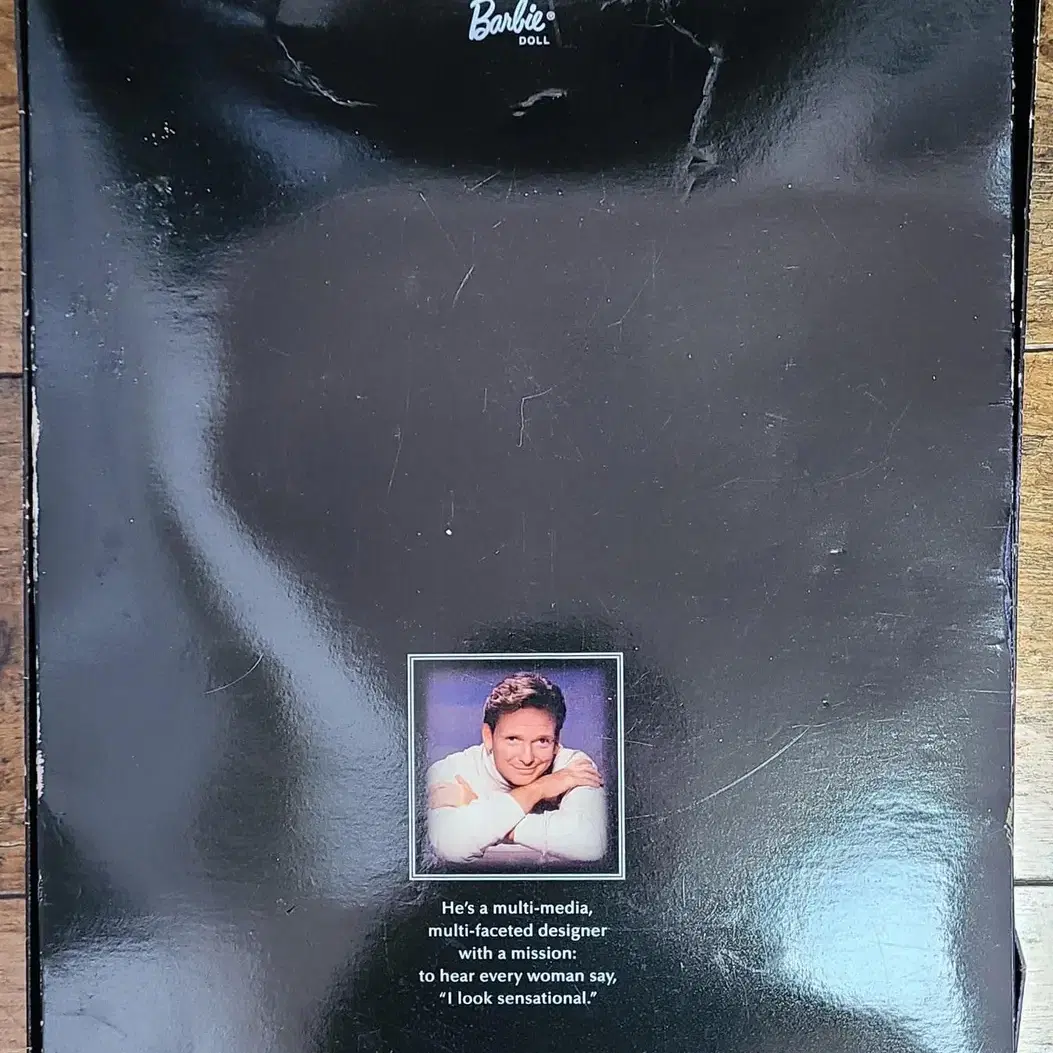 Barbie®
DOLL
He's a multi-media,
multi-faceted designer
with a mission:
to hear every woman say,
"I look sensational."